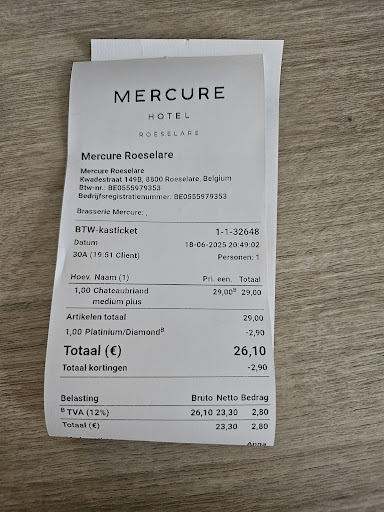 MERCURE
HOTEL
ROESELARE
Mercure Roeselare
Mercure Roeselare
Kwadestraat 149B, 8800 Roeselare, Belgium
Btw-nr.: BE0555979353
Bedrijfsregistratienummer: BE0555979353
Brasserie Mercure: ,
BTW-kasticket 1-1-32648
Datum 18-06-2025 20:49:02
30A (19:51 Client) Personen: 1
Hoev. Naam (1) Pri. een. Totaal
1,00 Chateaubriand 29,00ᴮ 29,00
medium plus
Artikelen totaal 29,00
1,00 Platinium/Diamondᴮ -2,90
Totaal (€) 26,10
Totaal kortingen -2,90
Belasting Bruto Netto Bedrag
ᴮ TVA (12%) 26,10 23,30 2,80
Totaal (€) 23,30 2,80